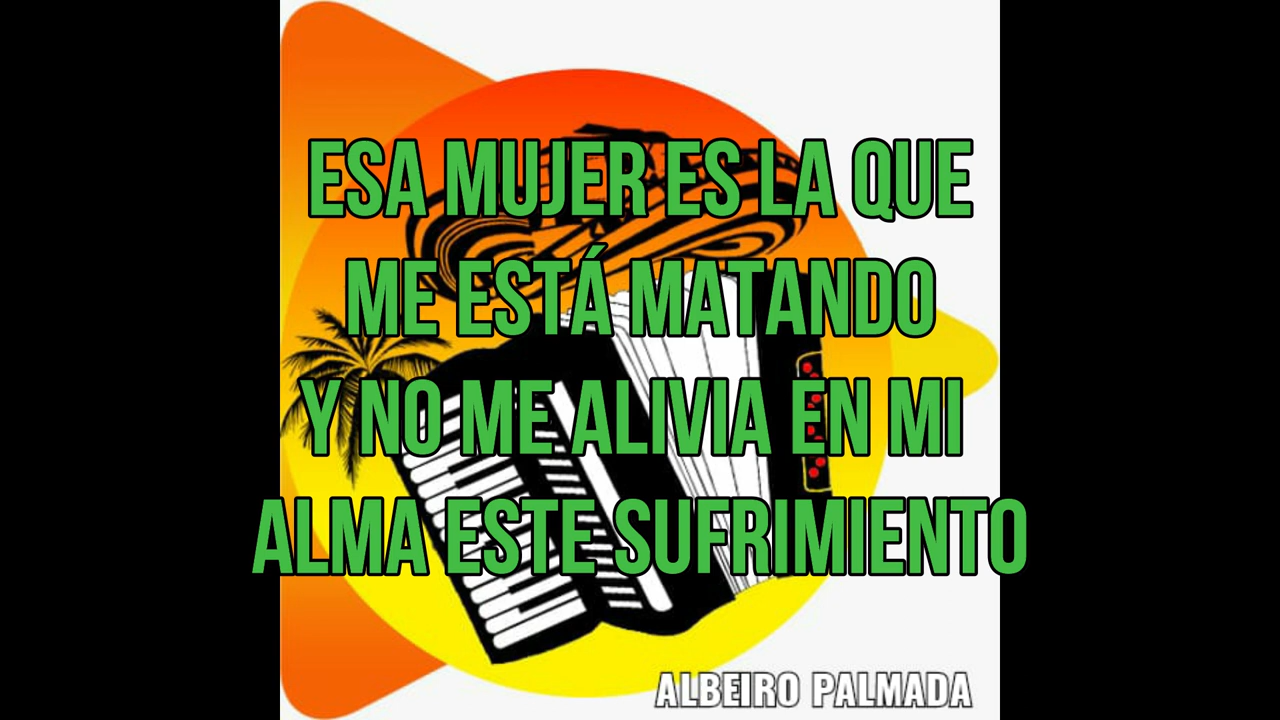 ESA MUJER ES LA QUE
ME ESTÁ MATANDO
Y NO ME ALIVIA EN MI
ALMA ESTE SUFRIMIENTO
ALBEIRO PALMADA